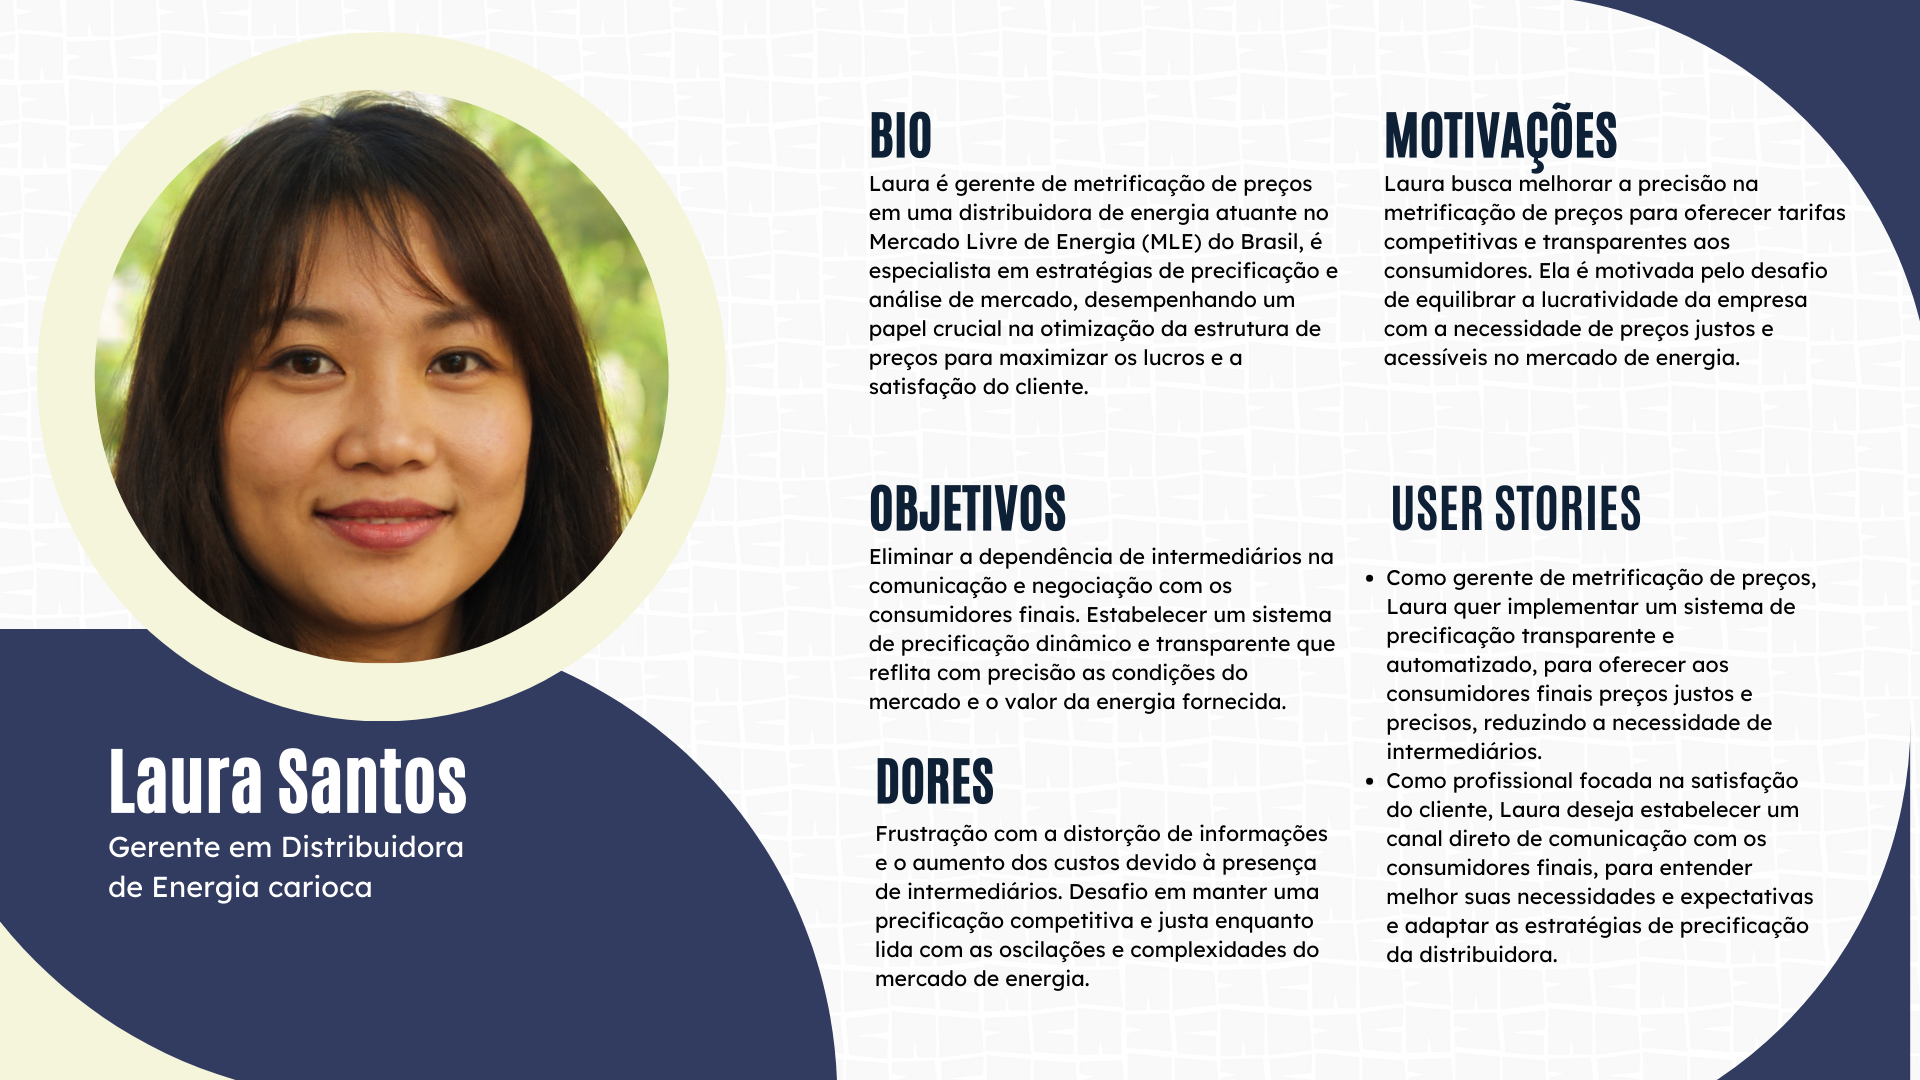 Laura Santos
Gerente em Distribuidora
de Energia carioca
BIO
Laura é gerente de metrificação de preços
em uma distribuidora de energia atuante no
Mercado Livre de Energia (MLE) do Brasil, é
especialista em estratégias de precificação e
análise de mercado, desempenhando um
papel crucial na otimização da estrutura de
preços para maximizar os lucros e a
satisfação do cliente.
MOTIVAÇÕES
Laura busca melhorar a precisão na
metrificação de preços para oferecer tarifas
competitivas e transparentes aos
consumidores. Ela é motivada pelo desafio
de equilibrar a lucratividade da empresa
com a necessidade de preços justos e
acessíveis no mercado de energia.
OBJETIVOS
Eliminar a dependência de intermediários na
comunicação e negociação com os
consumidores finais. Estabelecer um sistema
de precificação dinâmico e transparente que
reflita com precisão as condições do
mercado e o valor da energia fornecida.
DORES
Frustração com a distorção de informações
e o aumento dos custos devido à presença
de intermediários. Desafio em manter uma
precificação competitiva e justa enquanto
lida com as oscilações e complexidades do
mercado de energia.
USER STORIES
• Como gerente de metrificação de preços,
Laura quer implementar um sistema de
precificação transparente e
automatizado, para oferecer aos
consumidores finais preços justos e
precisos, reduzindo a necessidade de
intermediários.
• Como profissional focada na satisfação
do cliente, Laura deseja estabelecer um
canal direto de comunicação com os
consumidores finais, para entender
melhor suas necessidades e expectativas
e adaptar as estratégias de precificação
da distribuidora.